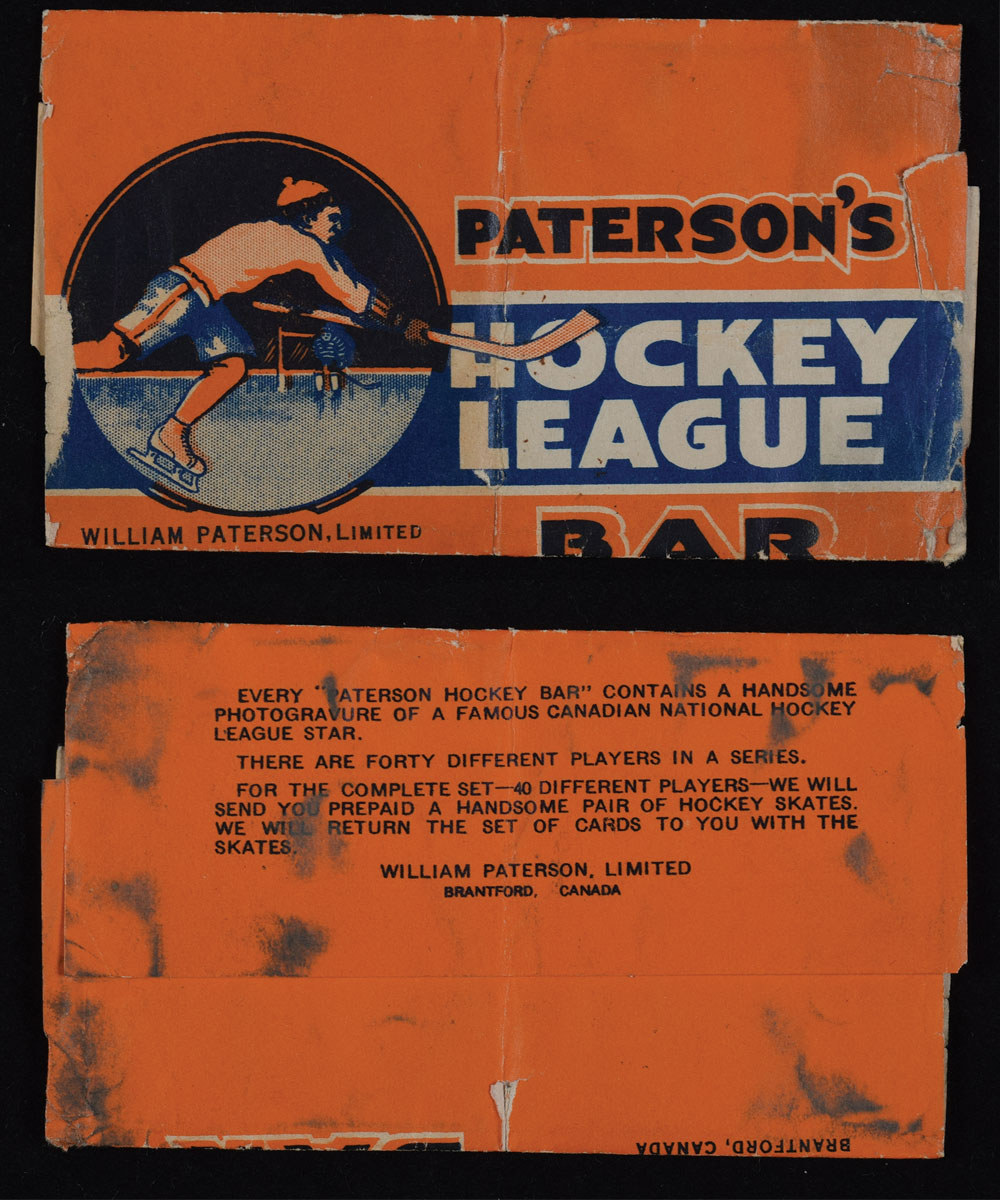 PATERSON'S
HOCKEY
LEAGUE
BAR
WILLIAM PATERSON, LIMITED
EVERY "PATERSON HOCKEY BAR" CONTAINS A HANDSOME
PHOTOGRAVURE OF A FAMOUS CANADIAN NATIONAL HOCKEY
LEAGUE STAR.
THERE ARE FORTY DIFFERENT PLAYERS IN A SERIES.
FOR THE COMPLETE SET—40 DIFFERENT PLAYERS—WE WILL
SEND YOU PREPAID A HANDSOME PAIR OF HOCKEY SKATES.
WE WILL RETURN THE SET OF CARDS TO YOU WITH THE
SKATES.
WILLIAM PATERSON, LIMITED
BRANTFORD, CANADA
BAR
BRANTFORD, CANADA